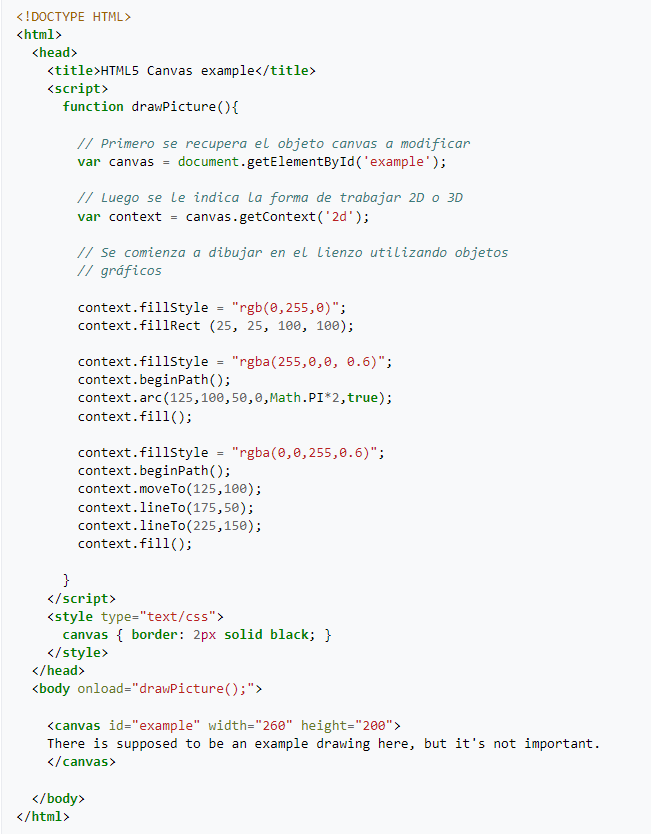 <!DOCTYPE HTML>
<html>
  <head>
    <title>HTML5 Canvas example</title>
    <script>
      function drawPicture(){

        // Primero se recupera el objeto canvas a modificar
        var canvas = document.getElementById('example');

        // Luego se le indica la forma de trabajar 2D o 3D
        var context = canvas.getContext('2d');

        // Se comienza a dibujar en el lienzo utilizando objetos
        // gráficos

        context.fillStyle = "rgb(0,255,0)";
        context.fillRect (25, 25, 100, 100);

        context.fillStyle = "rgba(255,0,0, 0.6)";
        context.beginPath();
        context.arc(125,100,50,0,Math.PI*2,true);
        context.fill();

        context.fillStyle = "rgba(0,0,255,0.6)";
        context.beginPath();
        context.moveTo(125,100);
        context.lineTo(175,50);
        context.lineTo(225,150);
        context.fill();

      }
    </script>
    <style type="text/css">
      canvas { border: 2px solid black; }
    </style>
  </head>
  <body onload="drawPicture();">

    <canvas id="example" width="260" height="200">
    There is supposed to be an example drawing here, but it's not important.
    </canvas>

  </body>
</html>